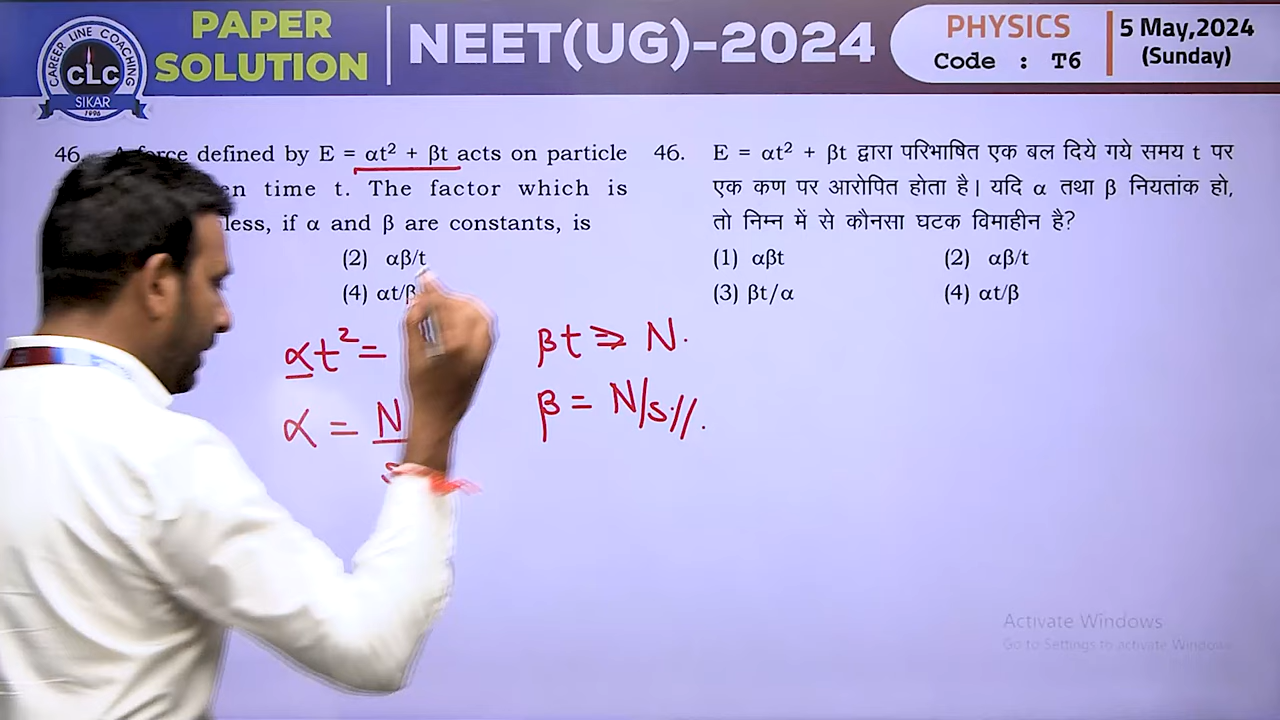 CAREER LINE COACHING
CLC
SIKAR
1996
PAPER
SOLUTION
NEET(UG)-2024
PHYSICS
Code : T6
5 May,2024
(Sunday)
46. A force defined by E = αt² + βt acts on particle
en time t. The factor which is
less, if α and β are constants, is
(2) αβ/t
(4) αt/β
46. E = αt² + βt द्वारा परिभाषित एक बल दिये गये समय t पर
एक कण पर आरोपित होता है। यदि α तथा β नियतांक हो,
तो निम्न में से कौनसा घटक विमाहीन है?
(1) αβt (2) αβ/t
(3) βt/α (4) αt/β
αt² =
α = N
βt ⇒ N.
β = N/s//.
Activate Windows
Go to Settings to activate Windows.